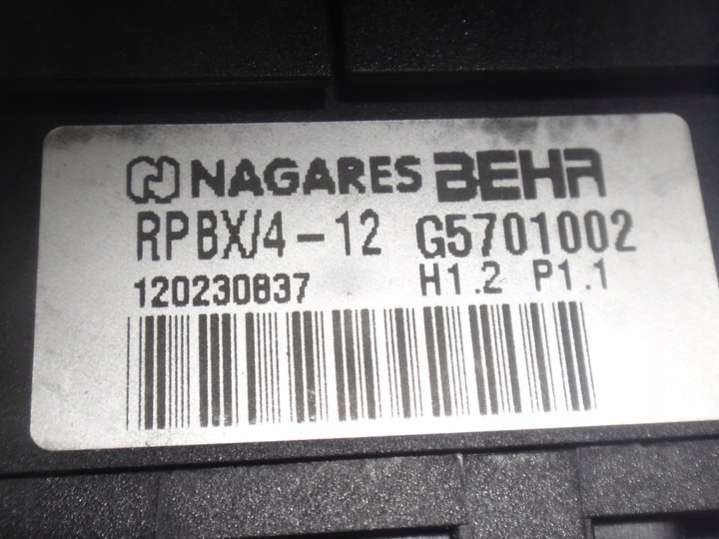 NAGARES BEHR
RPBX/4-12 G5701002
120230837 H1.2 P1.1